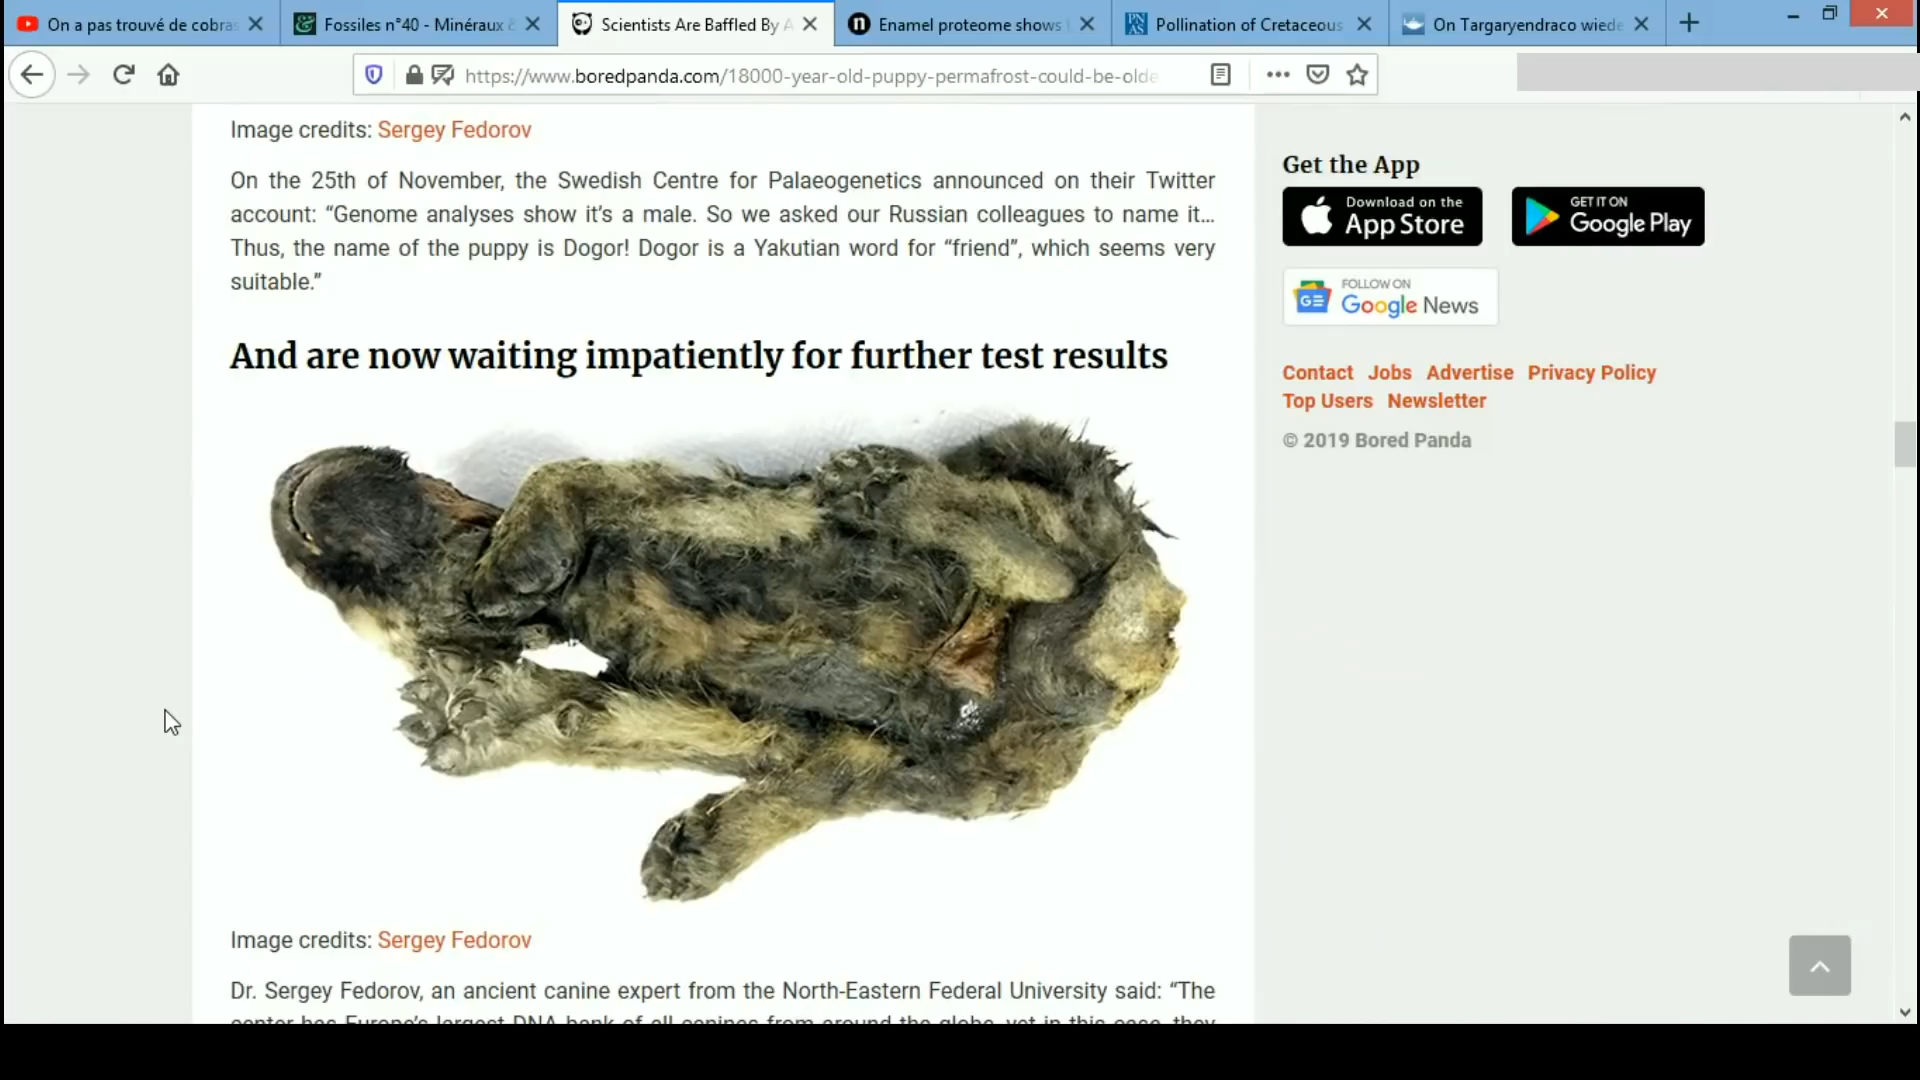 On a pas trouvé de cobras
Fossiles n°40 - Minéraux &
Scientists Are Baffled By A
Enamel proteome shows
Pollination of Cretaceous
On Targaryendraco wiede
https://www.boredpanda.com/18000-year-old-puppy-permafrost-could-be-olde
Image credits: Sergey Fedorov
On the 25th of November, the Swedish Centre for Palaeogenetics announced on their Twitter
account: “Genome analyses show it’s a male. So we asked our Russian colleagues to name it…
Thus, the name of the puppy is Dogor! Dogor is a Yakutian word for “friend”, which seems very
suitable.”
And are now waiting impatiently for further test results
Image credits: Sergey Fedorov
Dr. Sergey Fedorov, an ancient canine expert from the North-Eastern Federal University said: “The
center has Europe’s largest DNA bank of all canines from around the globe, yet in this case, they
Get the App
Download on the
App Store
GET IT ON
Google Play
GE
FOLLOW ON
Google News
Contact Jobs Advertise Privacy Policy
Top Users Newsletter
© 2019 Bored Panda